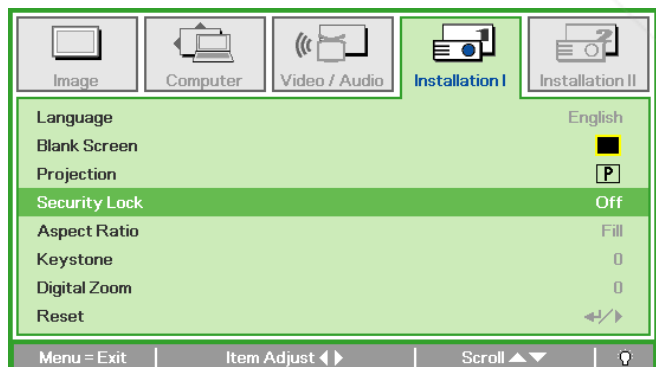 Image Computer Video / Audio Installation I Installation II
Language English
Blank Screen
Projection P
Security Lock Off
Aspect Ratio Fill
Keystone 0
Digital Zoom 0
Reset ↵/▶
Menu = Exit Item Adjust ◀ ▶ Scroll ▲▼